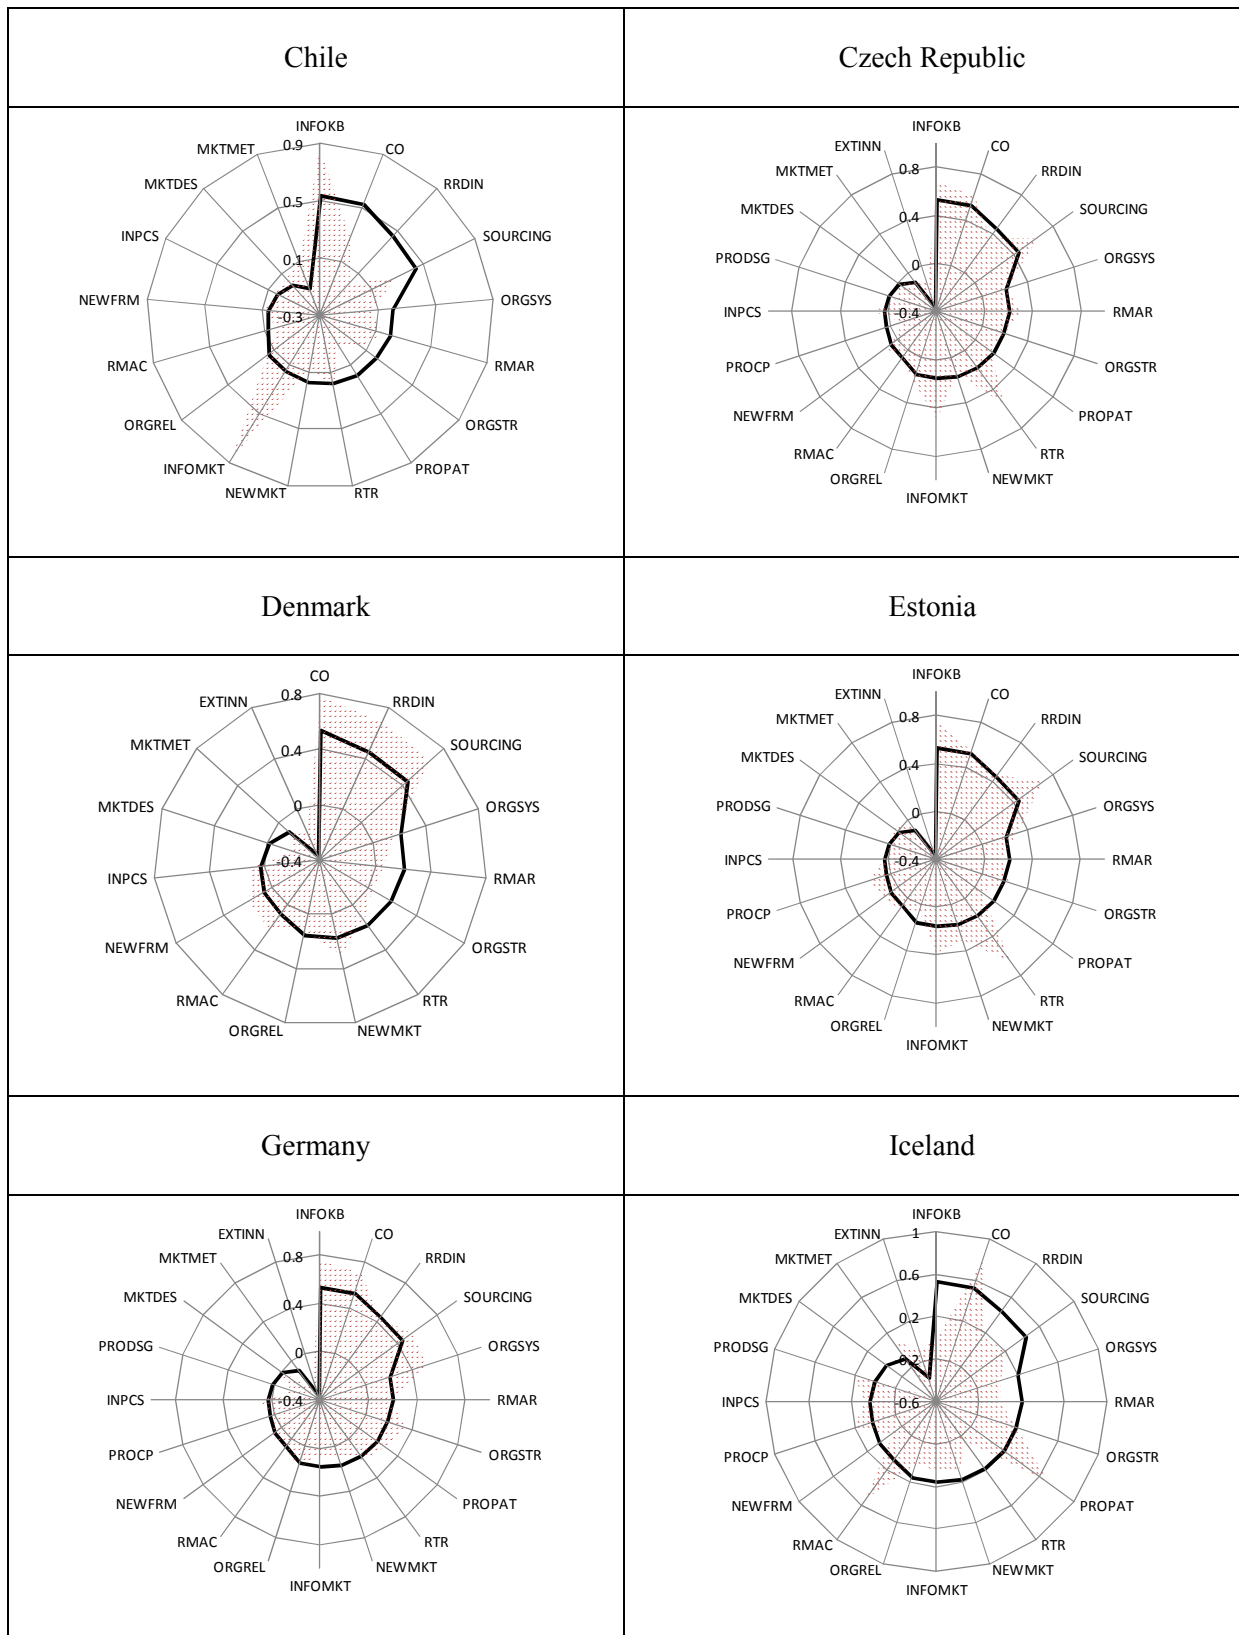 Chile
Czech Republic
INFOKB
CO
RRDIN
SOURCING
ORGSYS
RMAR
ORGSTR
PROPAT
RTR
NEWMKT
INFOMKT
ORGREL
RMAC
NEWFRM
INPCS
MKTDES
MKTMET
0.9
0.5
0.1
-0.3
INFOKB
CO
RRDIN
SOURCING
ORGSYS
RMAR
ORGSTR
PROPAT
RTR
NEWMKT
INFOMKT
ORGREL
RMAC
NEWFRM
PROCP
INPCS
PRODSG
MKTDES
MKTMET
EXTINN
0.8
0.4
0
-0.4
Denmark
Estonia
CO
RRDIN
SOURCING
ORGSYS
RMAR
ORGSTR
RTR
NEWMKT
ORGREL
RMAC
NEWFRM
INPCS
MKTDES
MKTMET
EXTINN
0.8
0.4
0
-0.4
INFOKB
CO
RRDIN
SOURCING
ORGSYS
RMAR
ORGSTR
PROPAT
RTR
NEWMKT
INFOMKT
ORGREL
RMAC
NEWFRM
PROCP
INPCS
PRODSG
MKTDES
MKTMET
EXTINN
0.8
0.4
0
-0.4
Germany
Iceland
INFOKB
CO
RRDIN
SOURCING
ORGSYS
RMAR
ORGSTR
PROPAT
RTR
NEWMKT
INFOMKT
ORGREL
RMAC
NEWFRM
PROCP
INPCS
PRODSG
MKTDES
MKTMET
EXTINN
0.8
0.4
0
-0.4
INFOKB
CO
RRDIN
SOURCING
ORGSYS
RMAR
ORGSTR
PROPAT
RTR
NEWMKT
INFOMKT
ORGREL
RMAC
NEWFRM
PROCP
INPCS
PRODSG
MKTDES
MKTMET
EXTINN
1
0.6
0.2
-0.2
-0.6